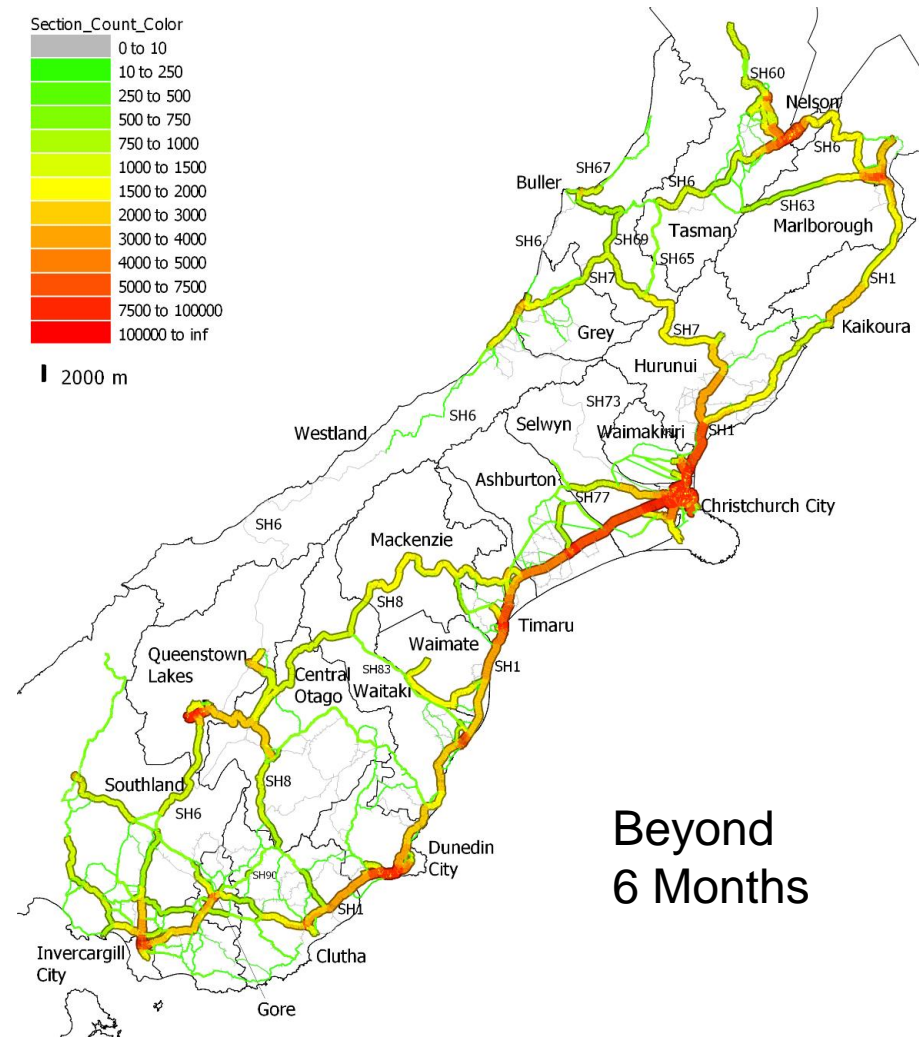 Section_Count_Color
0 to 10
10 to 250
250 to 500
500 to 750
750 to 1000
1000 to 1500
1500 to 2000
2000 to 3000
3000 to 4000
4000 to 5000
5000 to 7500
7500 to 100000
100000 to inf
2000 m
SH60
Nelson
SH6
SH67
Buller
SH6
SH63
Tasman
Marlborough
SH6
SH69
SH65
SH1
SH7
Kaikoura
Grey
SH7
Hurunui
SH73
SH6
Westland
Selwyn
Waimakiriri
SH1
Ashburton
SH77
Christchurch City
SH6
Mackenzie
SH8
Timaru
Waimate
Queenstown
Lakes
SH83
SH1
Central
Otago
Waitaki
Southland
SH8
SH6
Beyond
6 Months
Dunedin
City
SH90
SH1
Invercargill
City
Clutha
Gore